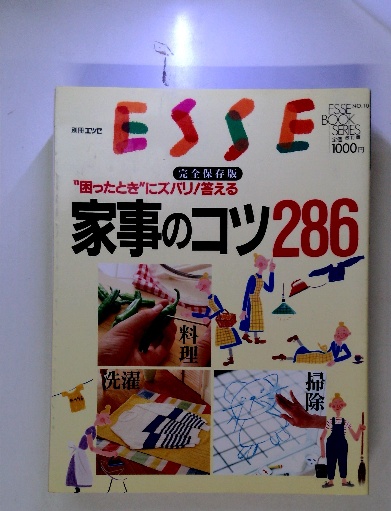 別冊エッセ
ESSE
ESSE NO.10
BOOK
SERIES
定価
1000円
完全保存版
"困ったとき"にズバリ!答える
家事のコツ286
料理
洗濯
掃除